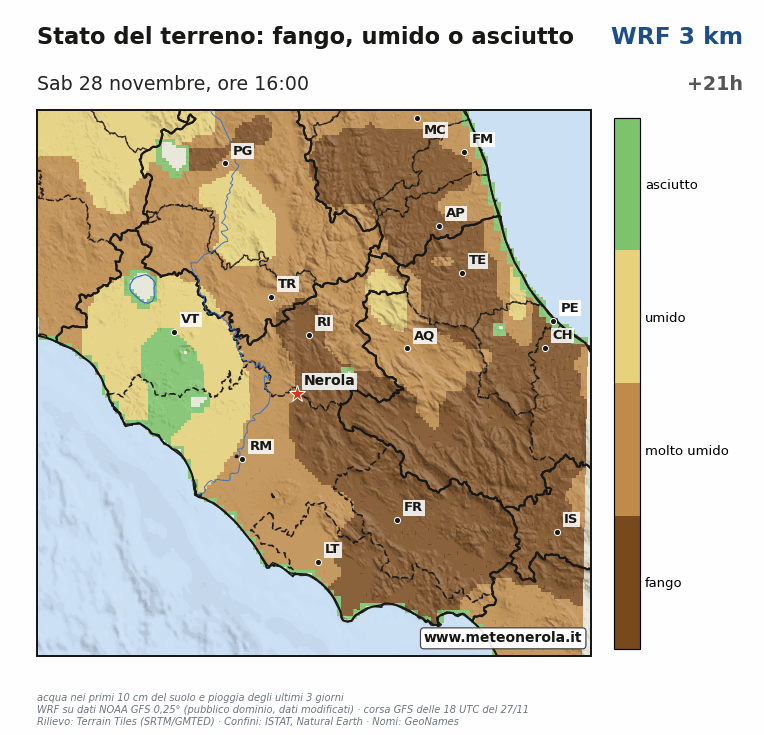 Stato del terreno: fango, umido o asciutto
WRF 3 km
Sab 28 novembre, ore 16:00
+21h
MC
FM
PG
AP
TE
TR
PE
VT
RI
AQ
CH
Nerola
RM
FR
IS
LT
www.meteonerola.it
asciutto
umido
molto umido
fango
acqua nei primi 10 cm del suolo e pioggia degli ultimi 3 giorni
WRF su dati NOAA GFS 0,25° (pubblico dominio, dati modificati) · corsa GFS delle 18 UTC del 27/11
Rilievo: Terrain Tiles (SRTM/GMTED) · Confini: ISTAT, Natural Earth · Nomi: GeoNames